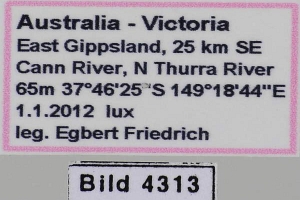 Australia - Victoria
East Gippsland, 25 km SE
Cann River, N Thurra River
65m 37°46'25"S 149°18'44"E
1.1.2012 lux
leg. Egbert Friedrich
Bild 4313